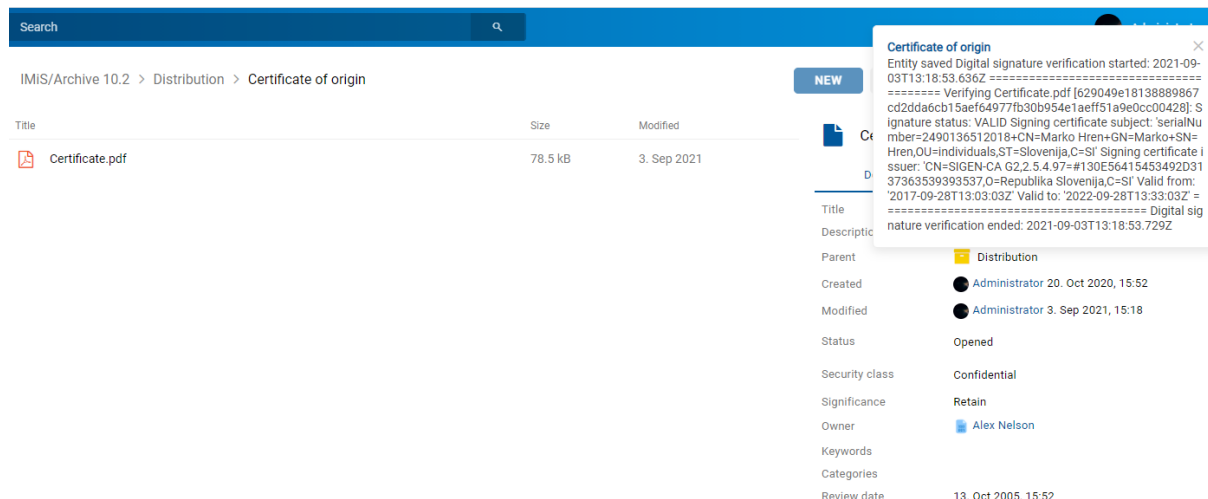 Search
Administrat
IMiS/Archive 10.2 > Distribution > Certificate of origin
NEW
Title Size Modified
Certificate.pdf 78.5 kB 3. Sep 2021
Certificate of origin
Entity saved Digital signature verification started: 2021-09-
03T13:18:53.636Z ================================
======== Verifying Certificate.pdf [629049e18138889867
cd2dda6cb15aef64977fb30b954e1aeff51a9e0cc00428]: S
ignature status: VALID Signing certificate subject: 'serialNu
mber=2490136512018+CN=Marko Hren+GN=Marko+SN=
Hren,OU=individuals,ST=Slovenija,C=SI' Signing certificate i
ssuer: 'CN=SIGEN-CA G2,2.5.4.97=#130E56415453492D31
37363539393537,O=Republika Slovenija,C=SI' Valid from:
'2017-09-28T13:03:03Z' Valid to: '2022-09-28T13:33:03Z' =
======================================= Digital sig
nature verification ended: 2021-09-03T13:18:53.729Z
Ce
D
Title
Descriptic
Parent Distribution
Created Administrator 20. Oct 2020, 15:52
Modified Administrator 3. Sep 2021, 15:18
Status Opened
Security class Confidential
Significance Retain
Owner Alex Nelson
Keywords
Categories
Review date 13. Oct 2005, 15:52